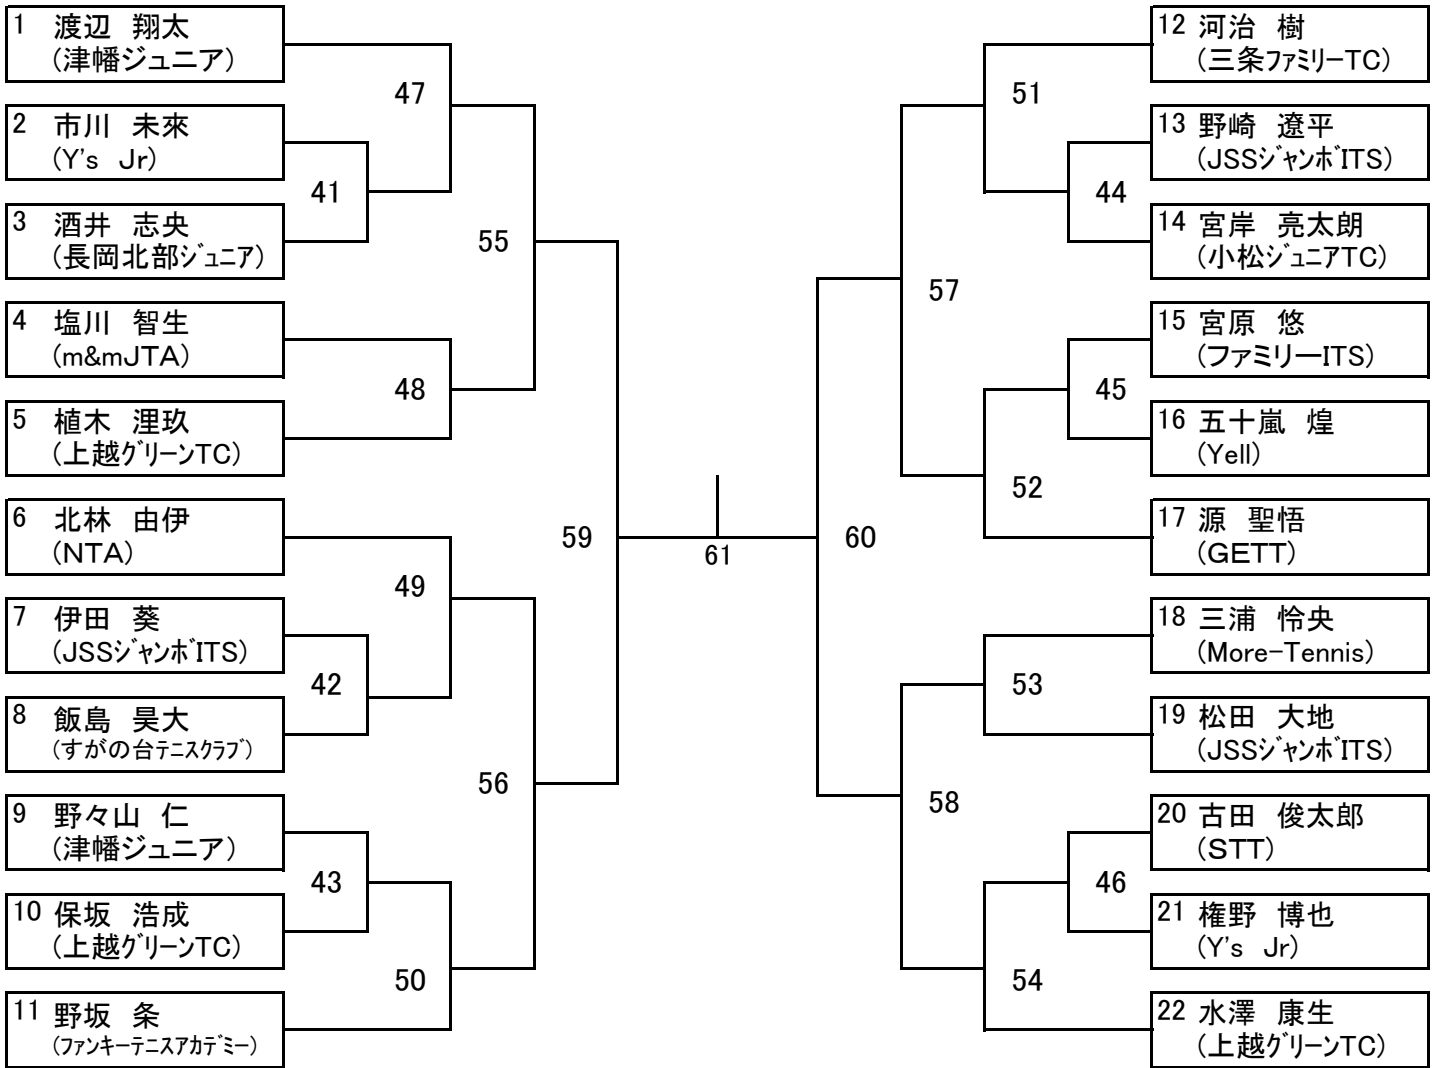 1 渡辺 翔太
(津幡ジュニア)
2 市川 未來
(Y's Jr)
3 酒井 志央
(長岡北部ｼﾞｭﾆｱ)
4 塩川 智生
(m&mJTA)
5 植木 浬玖
(上越ｸﾞﾘｰﾝTC)
6 北林 由伊
(NTA)
7 伊田 葵
(JSSｼﾞｬﾝﾎﾞITS)
8 飯島 昊大
(すがの台ﾃﾆｽｸﾗﾌﾞ)
9 野々山 仁
(津幡ジュニア)
10 保坂 浩成
(上越ｸﾞﾘｰﾝTC)
11 野坂 条
(ﾌｧﾝｷｰﾃﾆｽｱｶﾃﾞﾐｰ)
47
41
55
48
59
49
42
56
43
50
61
51
44
57
45
52
60
53
58
46
54
12 河治 樹
(三条ﾌｧﾐﾘｰTC)
13 野崎 遼平
(JSSｼﾞｬﾝﾎﾞITS)
14 宮岸 亮太朗
(小松ｼﾞｭﾆｱTC)
15 宮原 悠
(ファミリーITS)
16 五十嵐 煌
(Yell)
17 源 聖悟
(GETT)
18 三浦 怜央
(More-Tennis)
19 松田 大地
(JSSｼﾞｬﾝﾎﾞITS)
20 古田 俊太郎
(STT)
21 権野 博也
(Y's Jr)
22 水澤 康生
(上越ｸﾞﾘｰﾝTC)